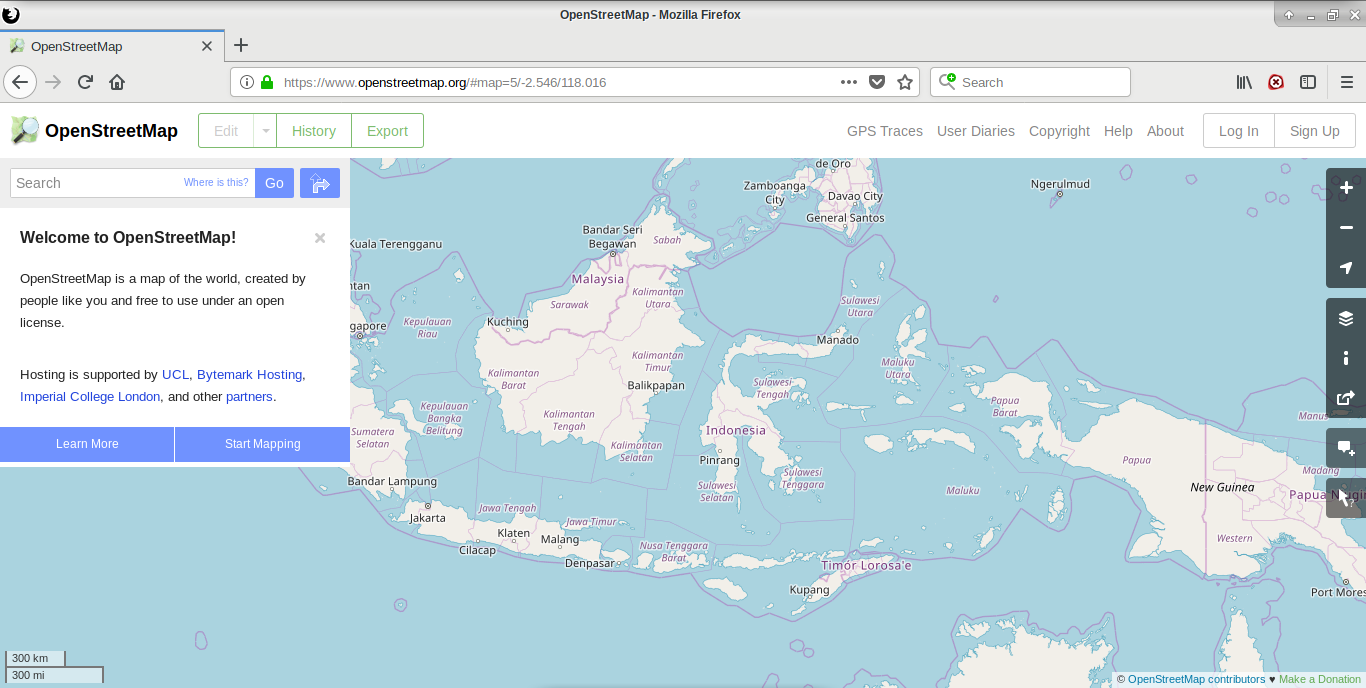 OpenStreetMap - Mozilla Firefox
OpenStreetMap
https://www.openstreetmap.org/#map=5/-2.546/118.016
Search
OpenStreetMap
Edit
History
Export
GPS Traces
User Diaries
Copyright
Help
About
Log In
Sign Up
Search
Where is this?
Go
Welcome to OpenStreetMap!
OpenStreetMap is a map of the world, created by
people like you and free to use under an open
license.
Hosting is supported by UCL, Bytemark Hosting,
Imperial College London, and other partners.
Learn More
Start Mapping
de Oro
Zamboanga
City
Davao City
General Santos
Ngerulmud
Kuala Terengganu
Bandar Seri
Begawan
Sabah
Malaysia
ntan
Kalimantan
Utara
Sarawak
Sulawesi
Utara
gapore
Kepulauan
Riau
Kuching
Manado
Kalimantan
Timur
Maluku
Utara
Kalimantan
Barat
Balikpapan
Sulawesi
Tengah
Papua
Barat
Kepulauan
Bangka
Belitung
Kalimantan
Tengah
Manus
Sumatera
Selatan
Indonesia
Kalimantan
Selatan
Pinrang
Papua
Madang
Bandar Lampung
Sulawesi
Selatan
Sulawesi
Tenggara
Maluku
New Guinea
Jakarta
Jawa Tengah
Jawa Timur
Klaten
Malang
Cilacap
Nusa Tenggara
Barat
Denpasar
Timór Lorosa'e
Western
Kupang
Port Mores
300 km
300 mi
© OpenStreetMap contributors ♥ Make a Donation